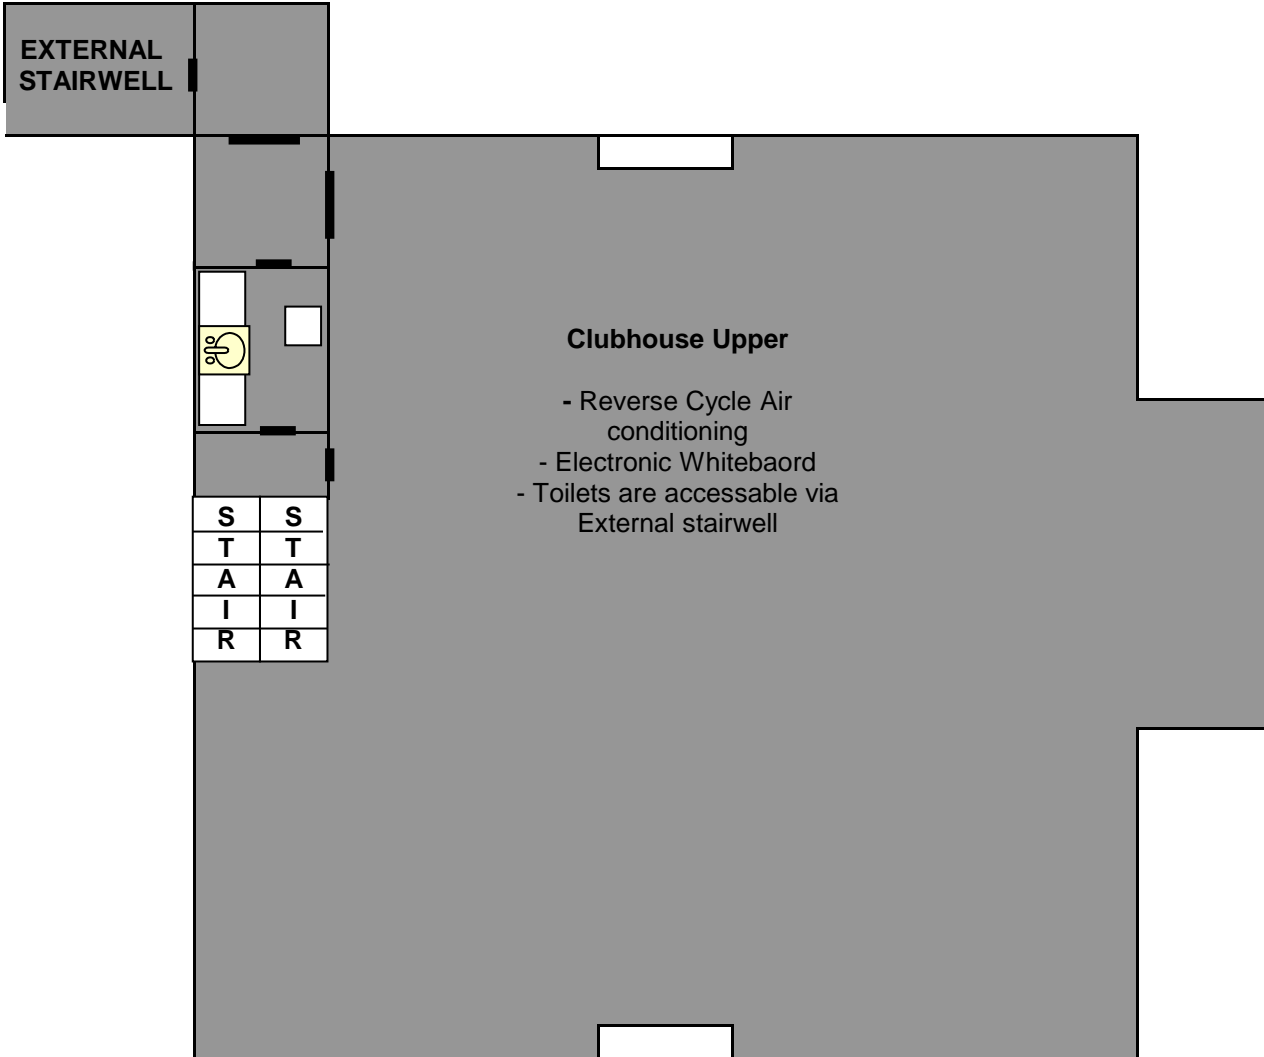 EXTERNAL
STAIRWELL
Clubhouse Upper
- Reverse Cycle Air
conditioning
- Electronic Whitebaord
- Toilets are accessable via
External stairwell
S S
T T
A A
I I
R R